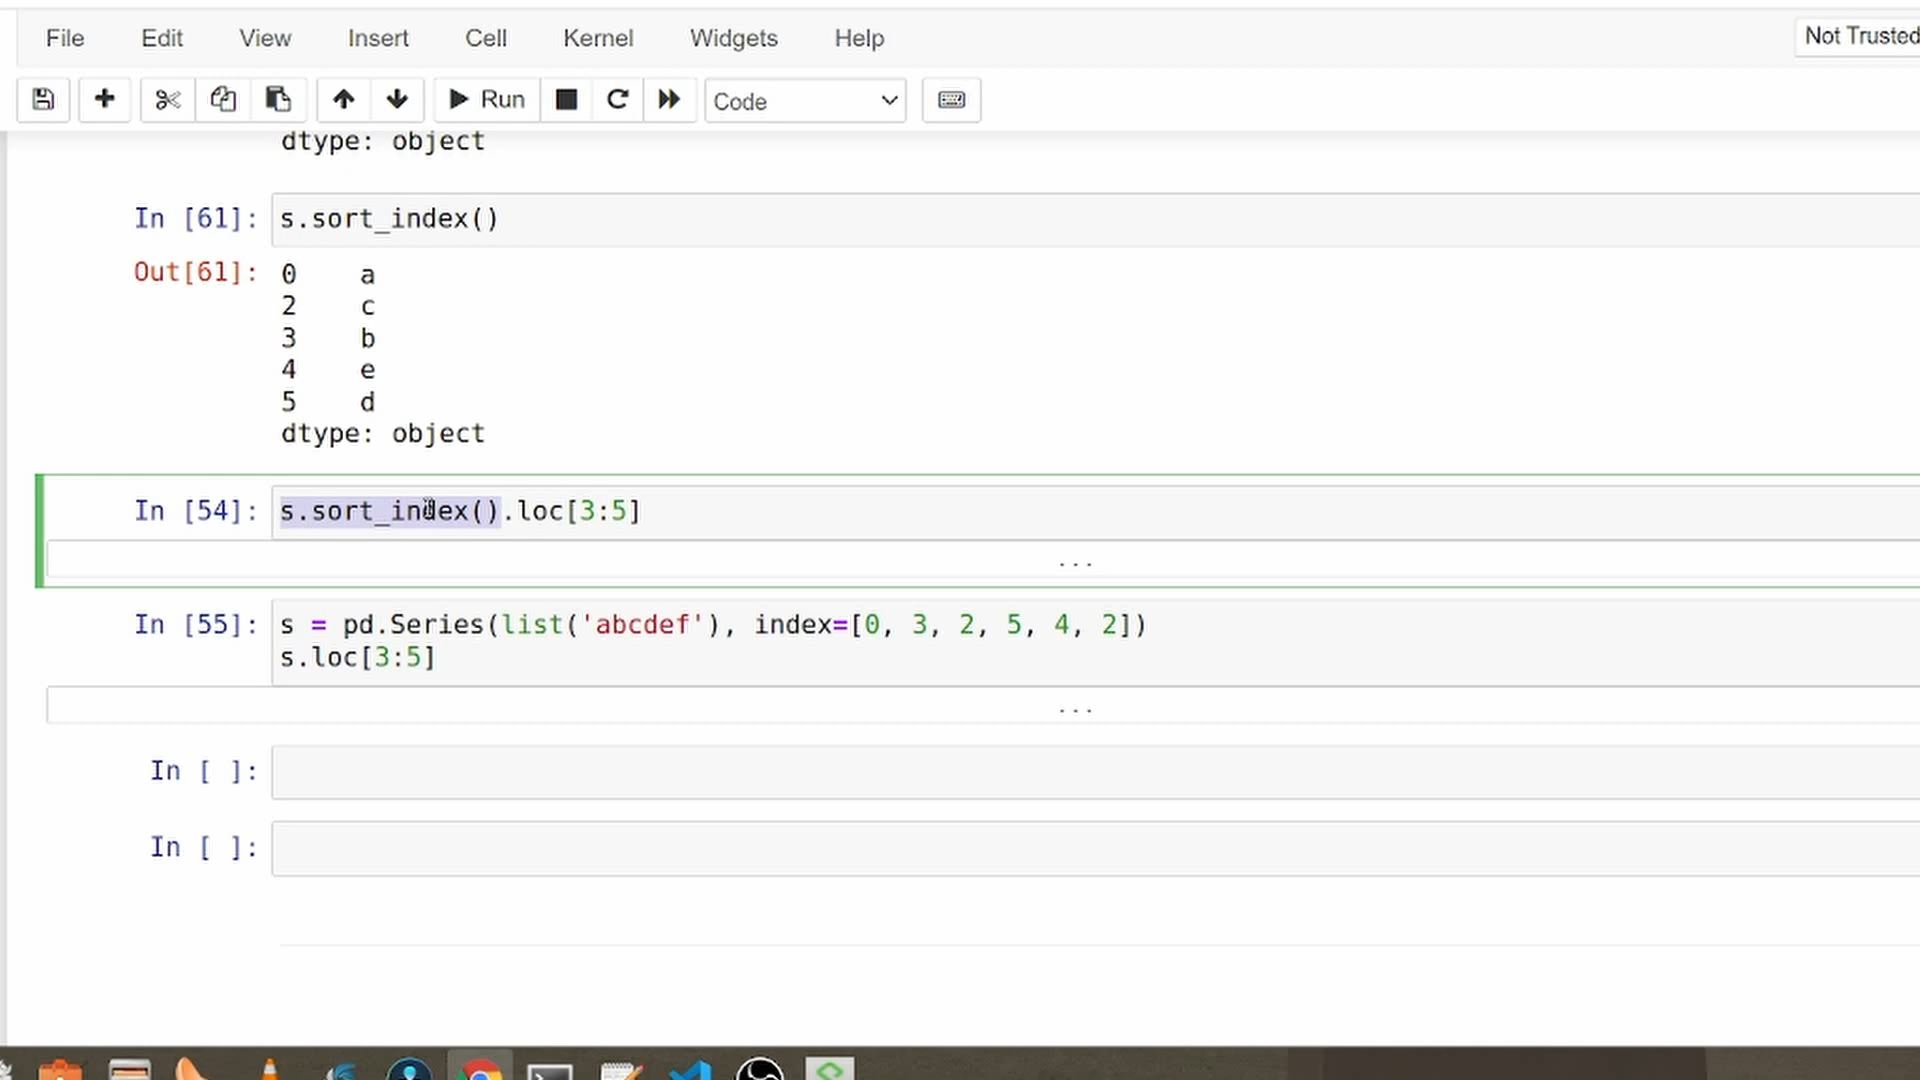 File Edit View Insert Cell Kernel Widgets Help Not Trusted
Run Code
dtype: object
In [61]: s.sort_index()
Out[61]: 0 a
2 c
3 b
4 e
5 d
dtype: object
In [54]: s.sort_index().loc[3:5]
...
In [55]: s = pd.Series(list('abcdef'), index=[0, 3, 2, 5, 4, 2])
s.loc[3:5]
...
In [ ]:
In [ ]: